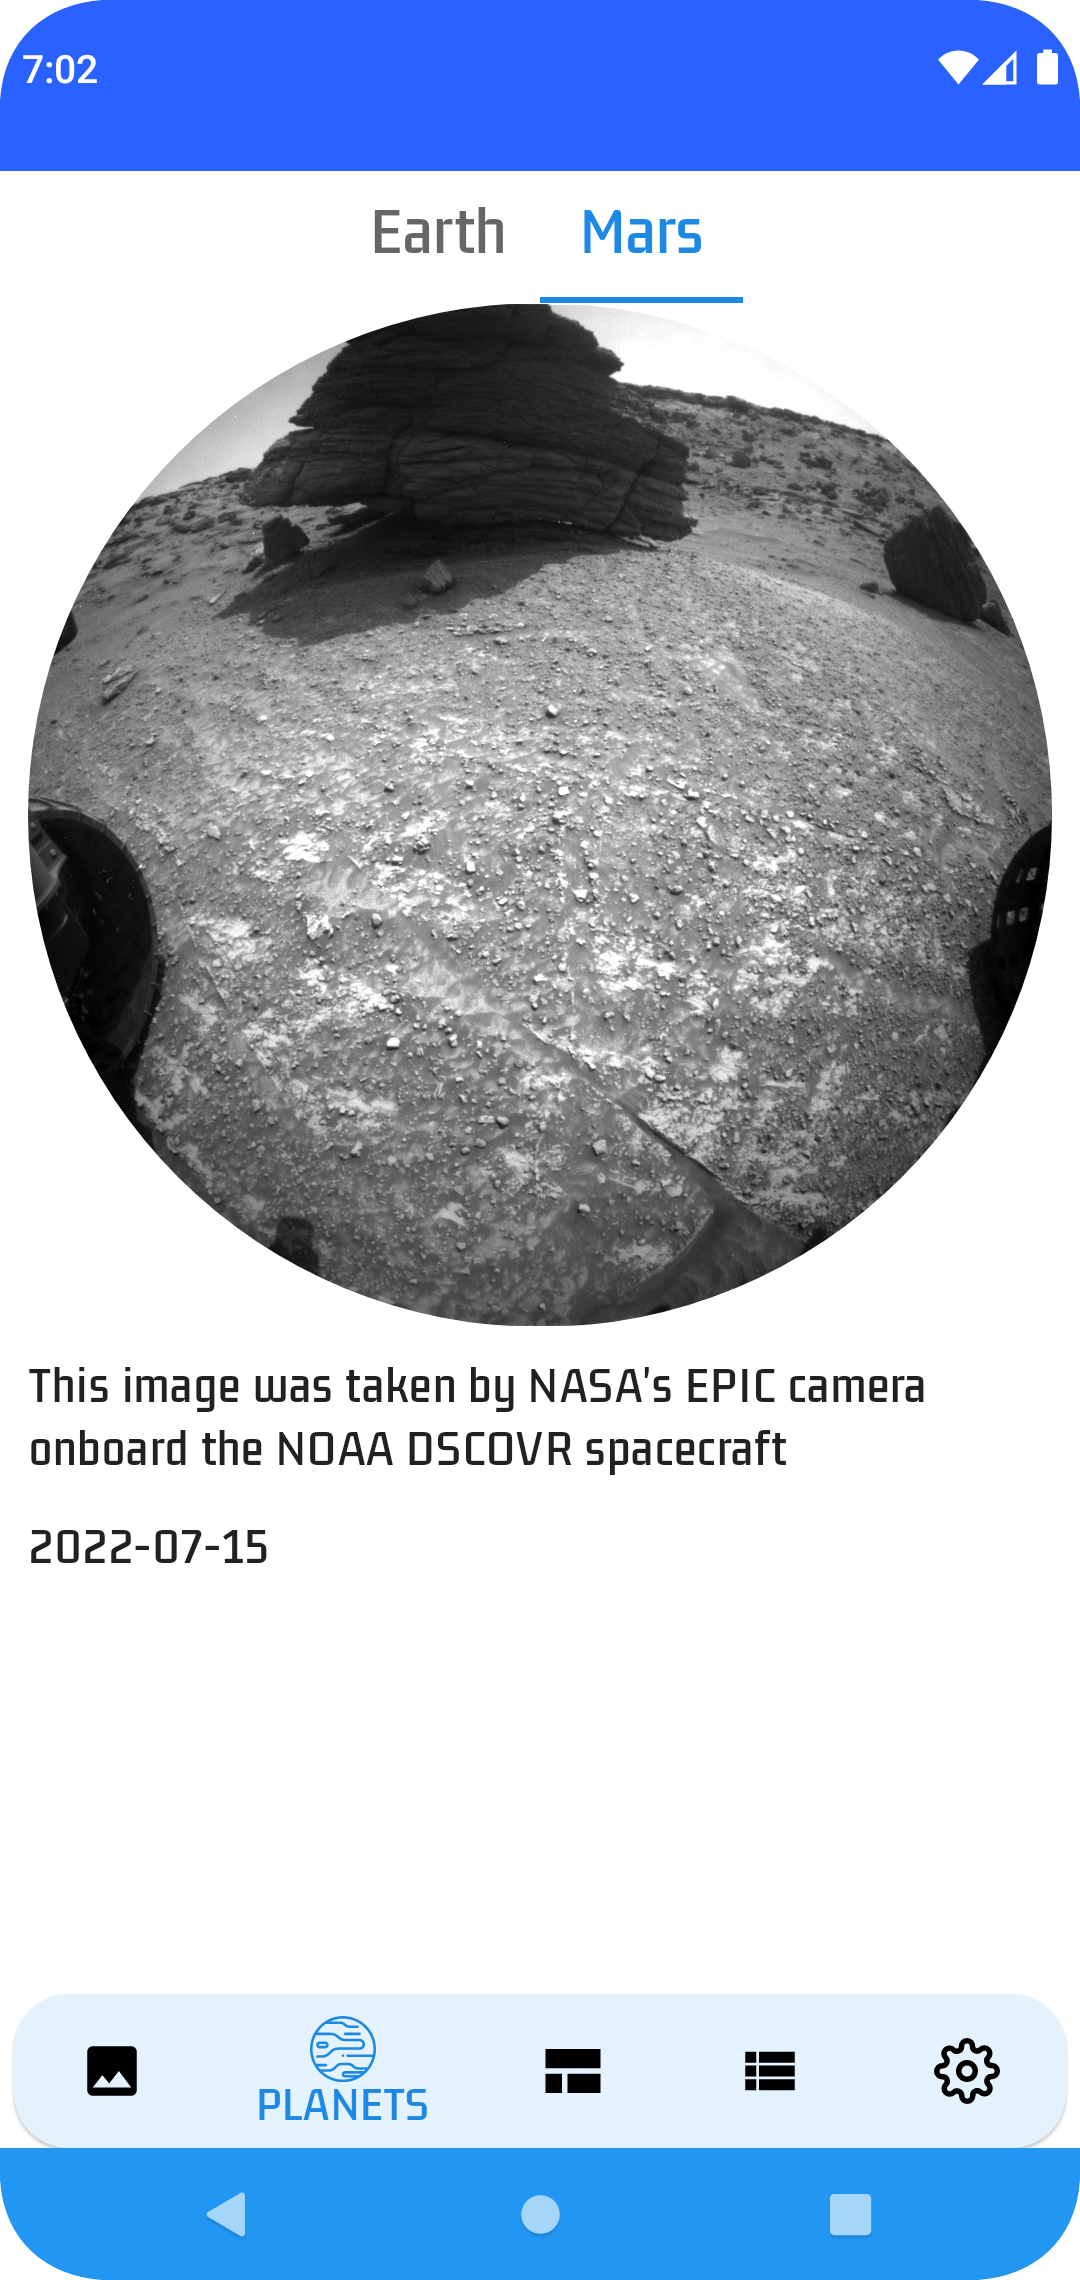 7:02
Earth Mars
This image was taken by NASA's EPIC camera
onboard the NOAA DSCOVR spacecraft
2022-07-15
PLANETS